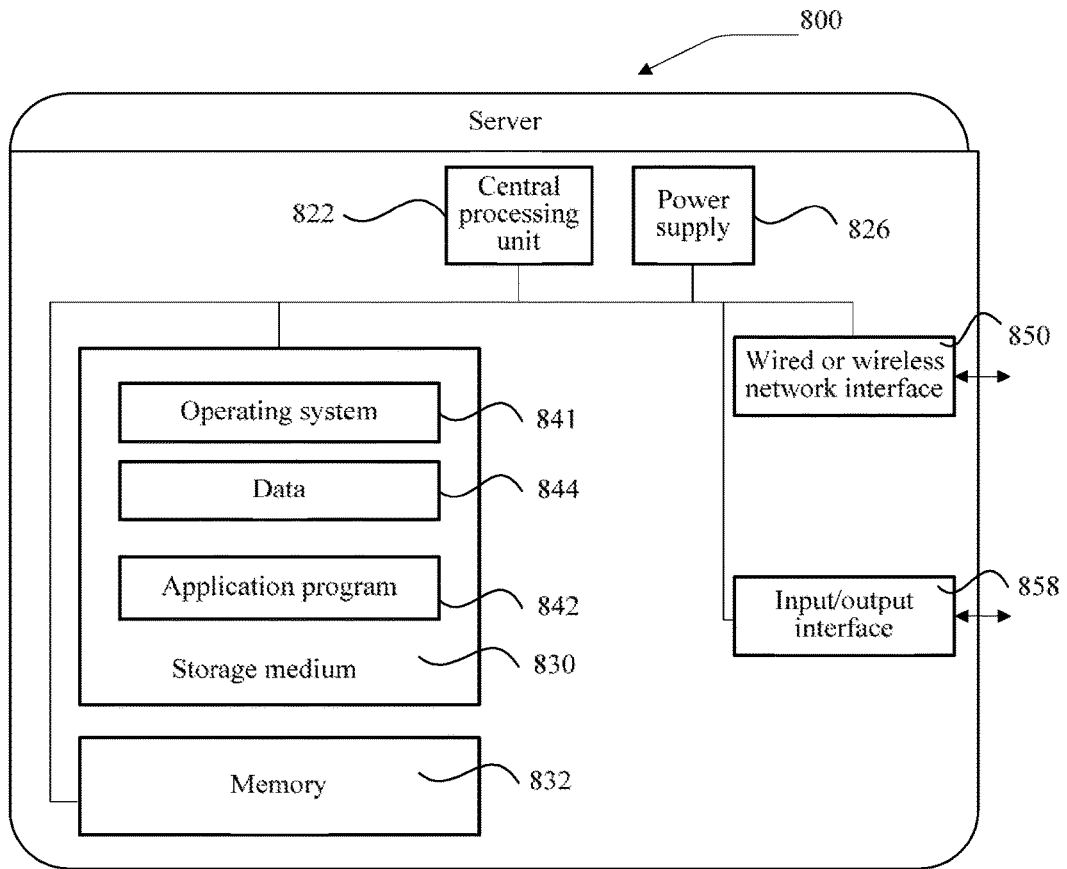 800
Server
822
Central
processing
unit
Power
supply
826
850
Wired or wireless
network interface
Operating system
841
Data
844
Application program
842
858
Input/output
interface
Storage medium
830
Memory
832